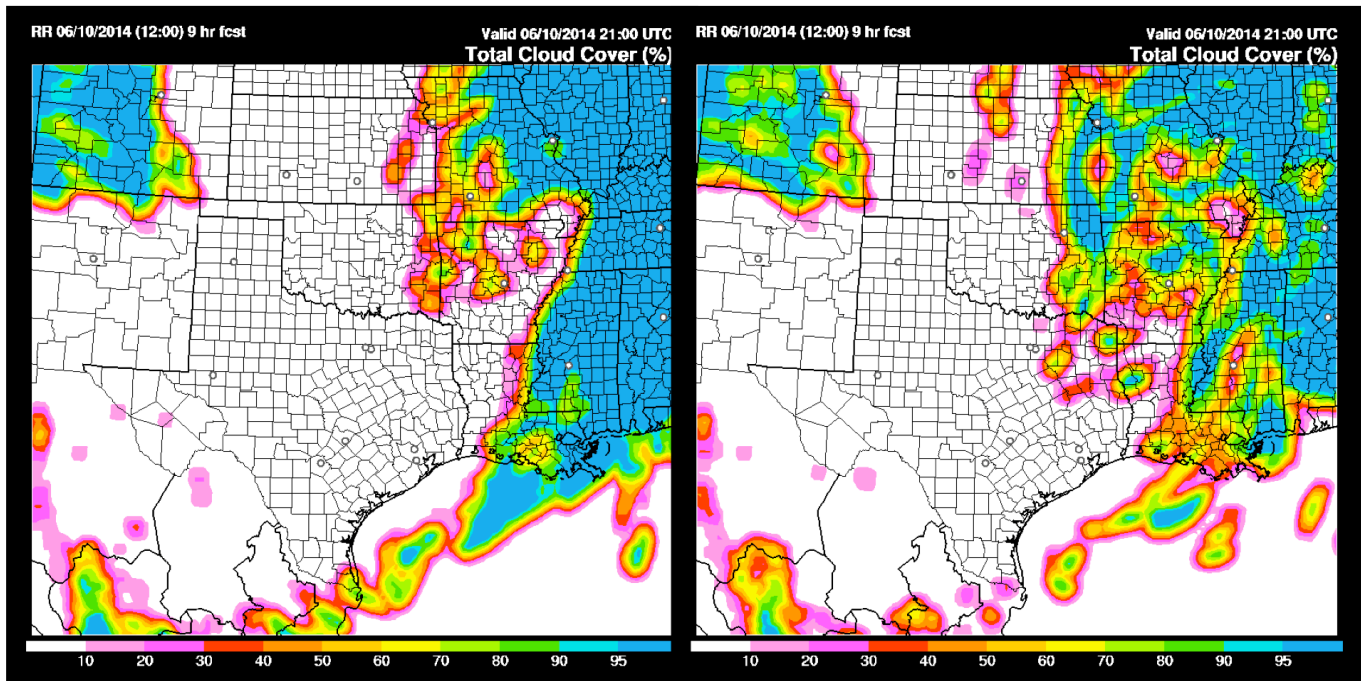 RR 06/10/2014 (12:00) 9 hr fcst
Valid 06/10/2014 21:00 UTC
Total Cloud Cover (%)
10 20 30 40 50 60 70 80 90 95
RR 06/10/2014 (12:00) 9 hr fcst
Valid 06/10/2014 21:00 UTC
Total Cloud Cover (%)
10 20 30 40 50 60 70 80 90 95